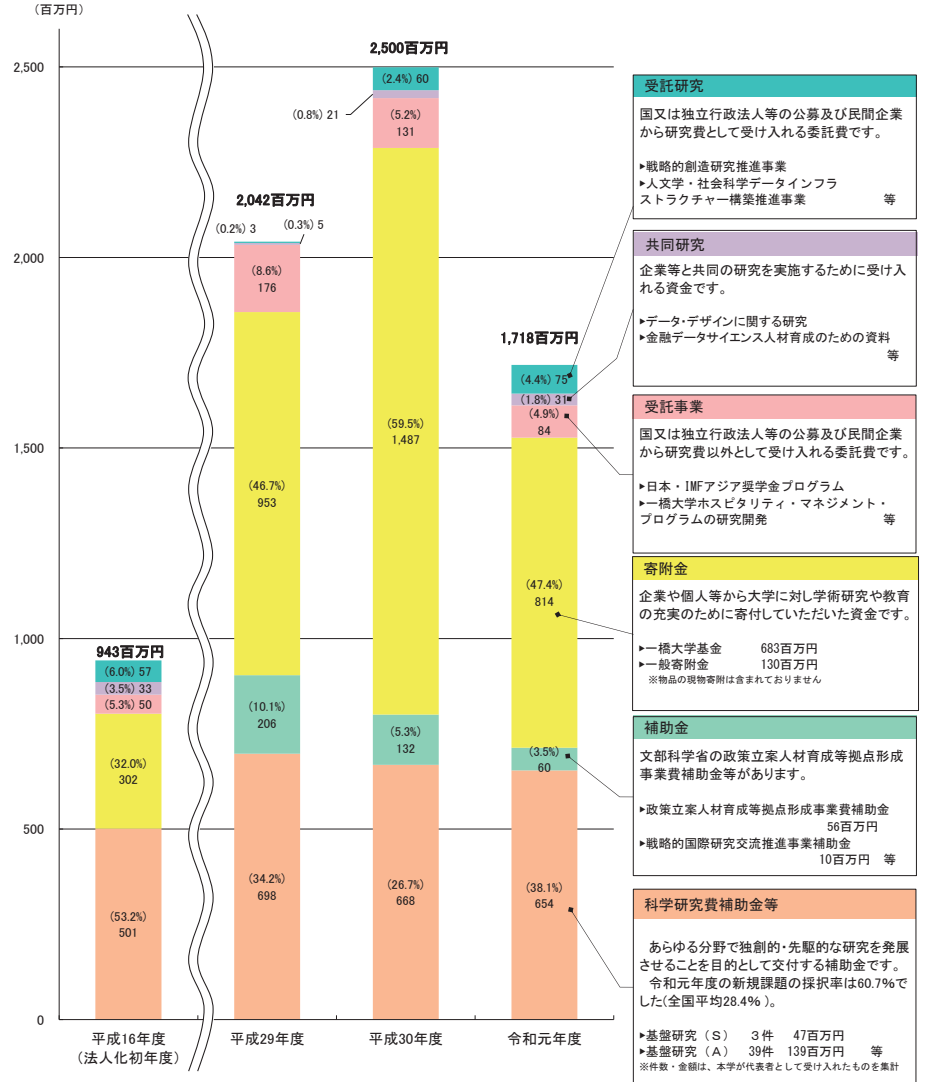 (百万円)
2,500
2,000
1,500
1,000
500
0
943百万円
(6.0%) 57
(3.5%) 33
(5.3%) 50
(32.0%)
302
(53.2%)
501
平成16年度
(法人化初年度)
2,042百万円
(0.2%) 3
(0.3%) 5
(8.6%)
176
(46.7%)
953
(10.1%)
206
(34.2%)
698
平成29年度
2,500百万円
(2.4%) 60
(0.8%) 21
(5.2%)
131
(59.5%)
1,487
(5.3%)
132
(26.7%)
668
平成30年度
1,718百万円
(4.4%) 75
(1.8%) 31
(4.9%)
84
(47.4%)
814
(3.5%)
60
(38.1%)
654
令和元年度
受託研究
国又は独立行政法人等の公募及び民間企業
から研究費として受け入れる委託費です。
▶戦略的創造研究推進事業
▶人文学・社会科学データインフラ
ストラクチャー構築推進事業 等
共同研究
企業等と共同の研究を実施するために受け入
れる資金です。
▶データ・デザインに関する研究
▶金融データサイエンス人材育成のための資料
等
受託事業
国又は独立行政法人等の公募及び民間企業
から研究費以外として受け入れる委託費です。
▶日本・IMFアジア奨学金プログラム
▶一橋大学ホスピタリティ・マネジメント・
プログラムの研究開発 等
寄附金
企業や個人等から大学に対し学術研究や教育
の充実のために寄付していただいた資金です。
▶一橋大学基金 683百万円
▶一般寄附金 130百万円
※物品の現物寄附は含まれておりません
補助金
文部科学省の政策立案人材育成等拠点形成
事業費補助金等があります。
▶政策立案人材育成等拠点形成事業費補助金
56百万円
▶戦略的国際研究交流推進事業補助金
10百万円 等
科学研究費補助金等
あらゆる分野で独創的・先駆的な研究を発展
させることを目的として交付する補助金です。
令和元年度の新規課題の採択率は60.7%で
した(全国平均28.4%)。
▶基盤研究(S) 3件 47百万円
▶基盤研究(A) 39件 139百万円 等
※件数・金額は、本学が代表者として受け入れたものを集計